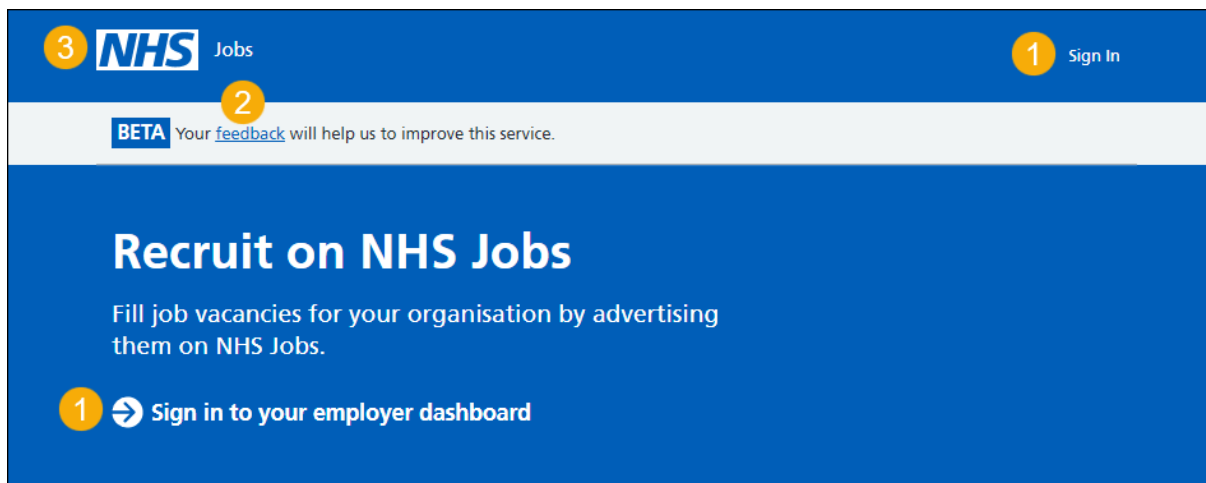 3 NHS Jobs 1 Sign In
2
BETA Your feedback will help us to improve this service.
Recruit on NHS Jobs
Fill job vacancies for your organisation by advertising
them on NHS Jobs.
1 Sign in to your employer dashboard